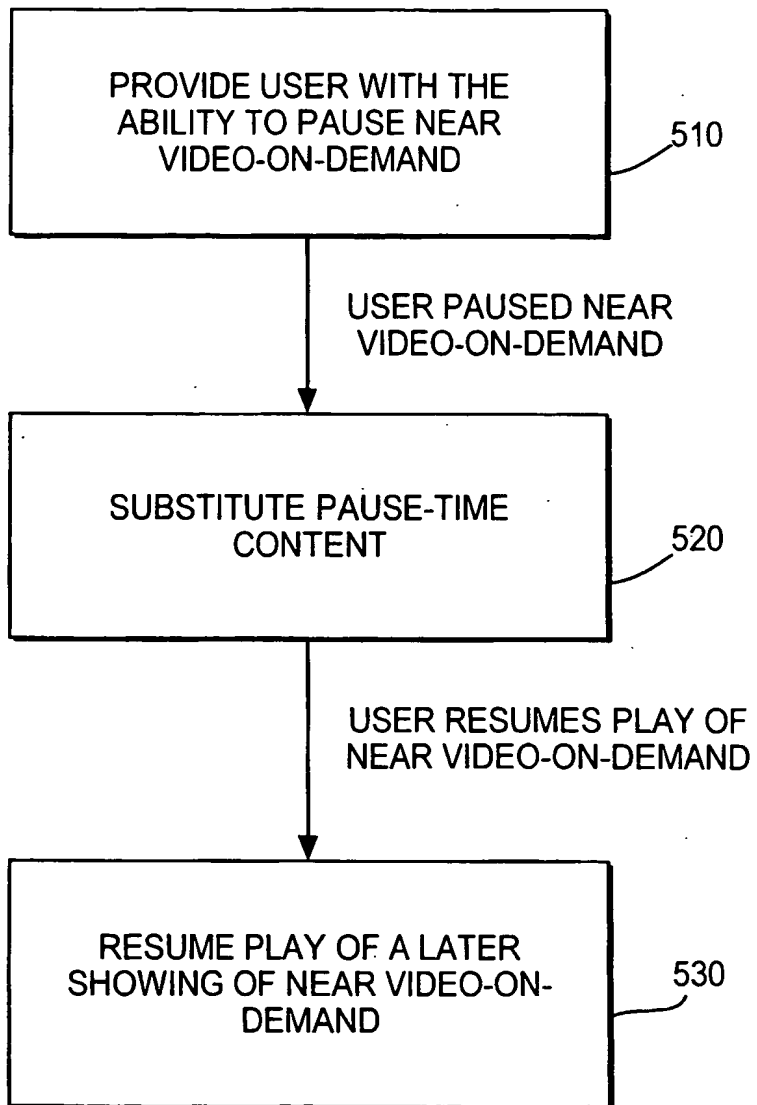 PROVIDE USER WITH THE
ABILITY TO PAUSE NEAR
VIDEO-ON-DEMAND
510
USER PAUSED NEAR
VIDEO-ON-DEMAND
SUBSTITUTE PAUSE-TIME
CONTENT
520
USER RESUMES PLAY OF
NEAR VIDEO-ON-DEMAND
RESUME PLAY OF A LATER
SHOWING OF NEAR VIDEO-ON-
DEMAND
530